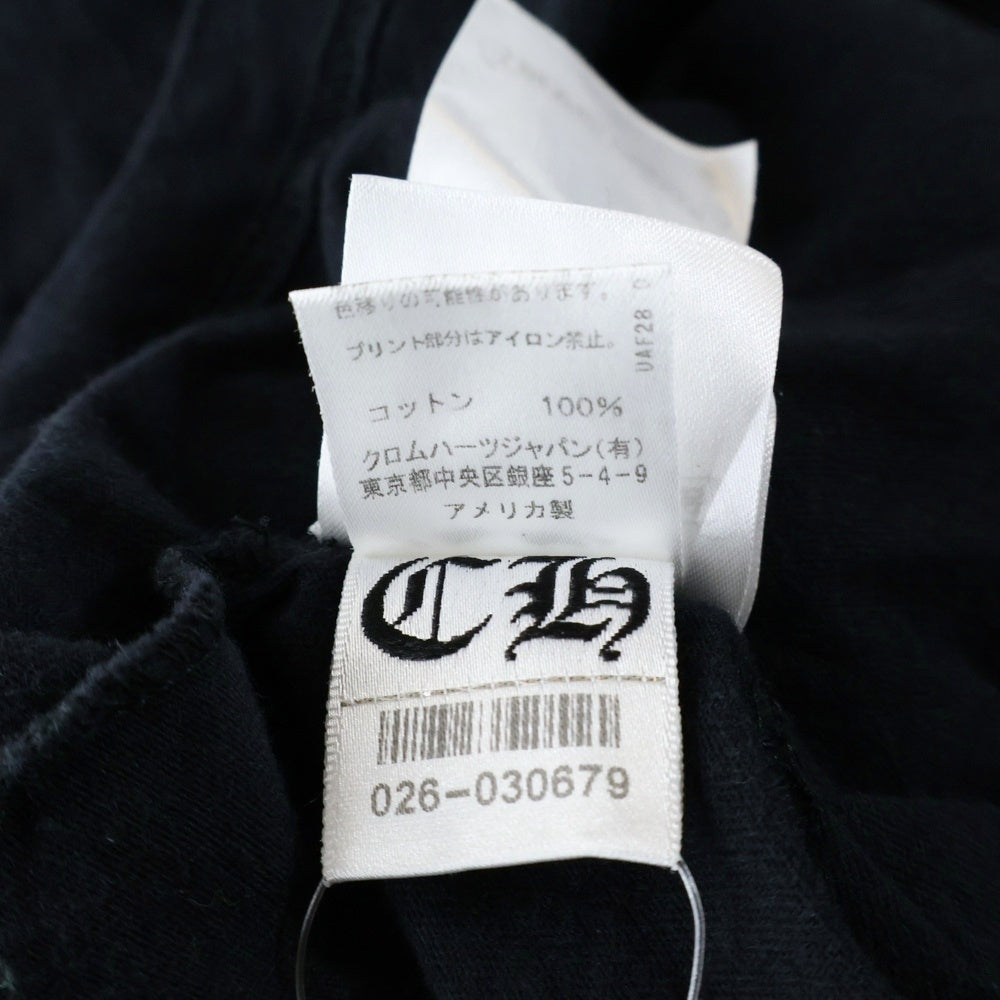 色移りの可能性があります。
プリント部分はアイロン禁止。
コットン 100%
クロムハーツジャパン(有)
東京都中央区銀座5-4-9
アメリカ製
UAF28
CH
026-030679